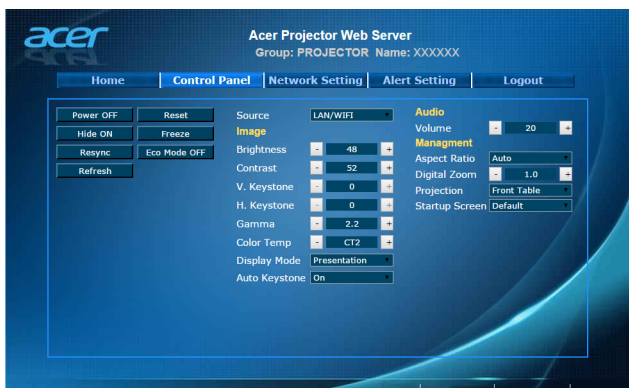 acer
Acer Projector Web Server
Group: PROJECTOR Name: XXXXXX
Home Control Panel Network Setting Alert Setting Logout
Power OFF Reset
Hide ON Freeze
Resync Eco Mode OFF
Refresh
Source LAN/WIFI
Image
Brightness - 48 +
Contrast - 52 +
V. Keystone - 0 +
H. Keystone - 0 +
Gamma - 2.2 +
Color Temp - CT2 +
Display Mode Presentation
Auto Keystone On
Audio
Volume - 20 +
Managment
Aspect Ratio Auto
Digital Zoom - 1.0 +
Projection Front Table
Startup Screen Default